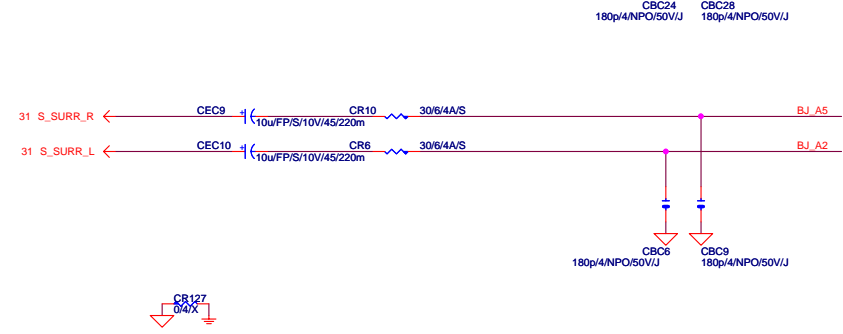 CBC24 CBC28
180p/4/NPO/50V/J 180p/4/NPO/50V/J
31 S_SURR_R CEC9 + CR10 30/6/4A/S BJ_A5
10u/FP/S/10V/45/220m
31 S_SURR_L CEC10 + CR6 30/6/4A/S BJ_A2
10u/FP/S/10V/45/220m
CBC6 CBC9
180p/4/NPO/50V/J 180p/4/NPO/50V/J
CR127
0/4/X